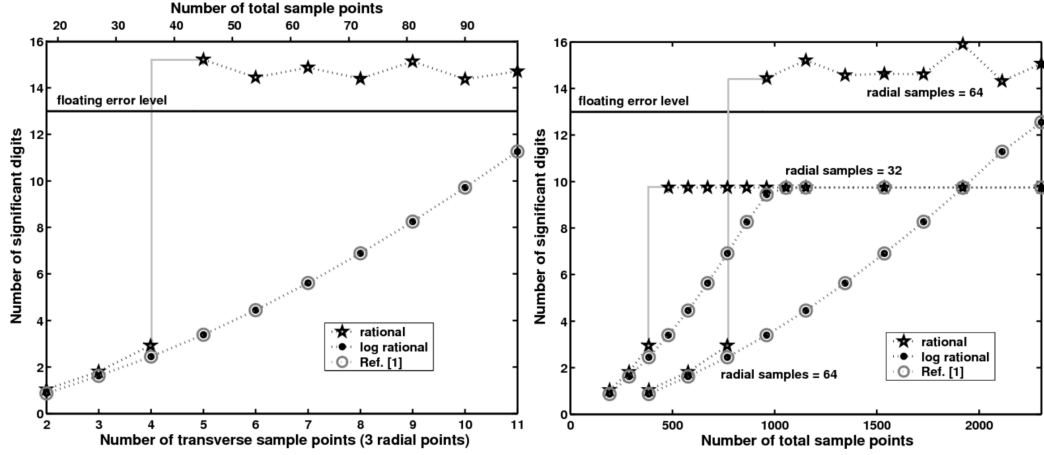 Number of total sample points
20 30 40 50 60 70 80 90
16
14
12
10
8
6
4
2
0
Number of significant digits
floating error level
rational
log rational
Ref. [1]
2 3 4 5 6 7 8 9 10 11
Number of transverse sample points (3 radial points)
16
14
12
10
8
6
4
2
0
Number of significant digits
floating error level
radial samples = 64
radial samples = 32
radial samples = 64
rational
log rational
Ref. [1]
0 500 1000 1500 2000
Number of total sample points